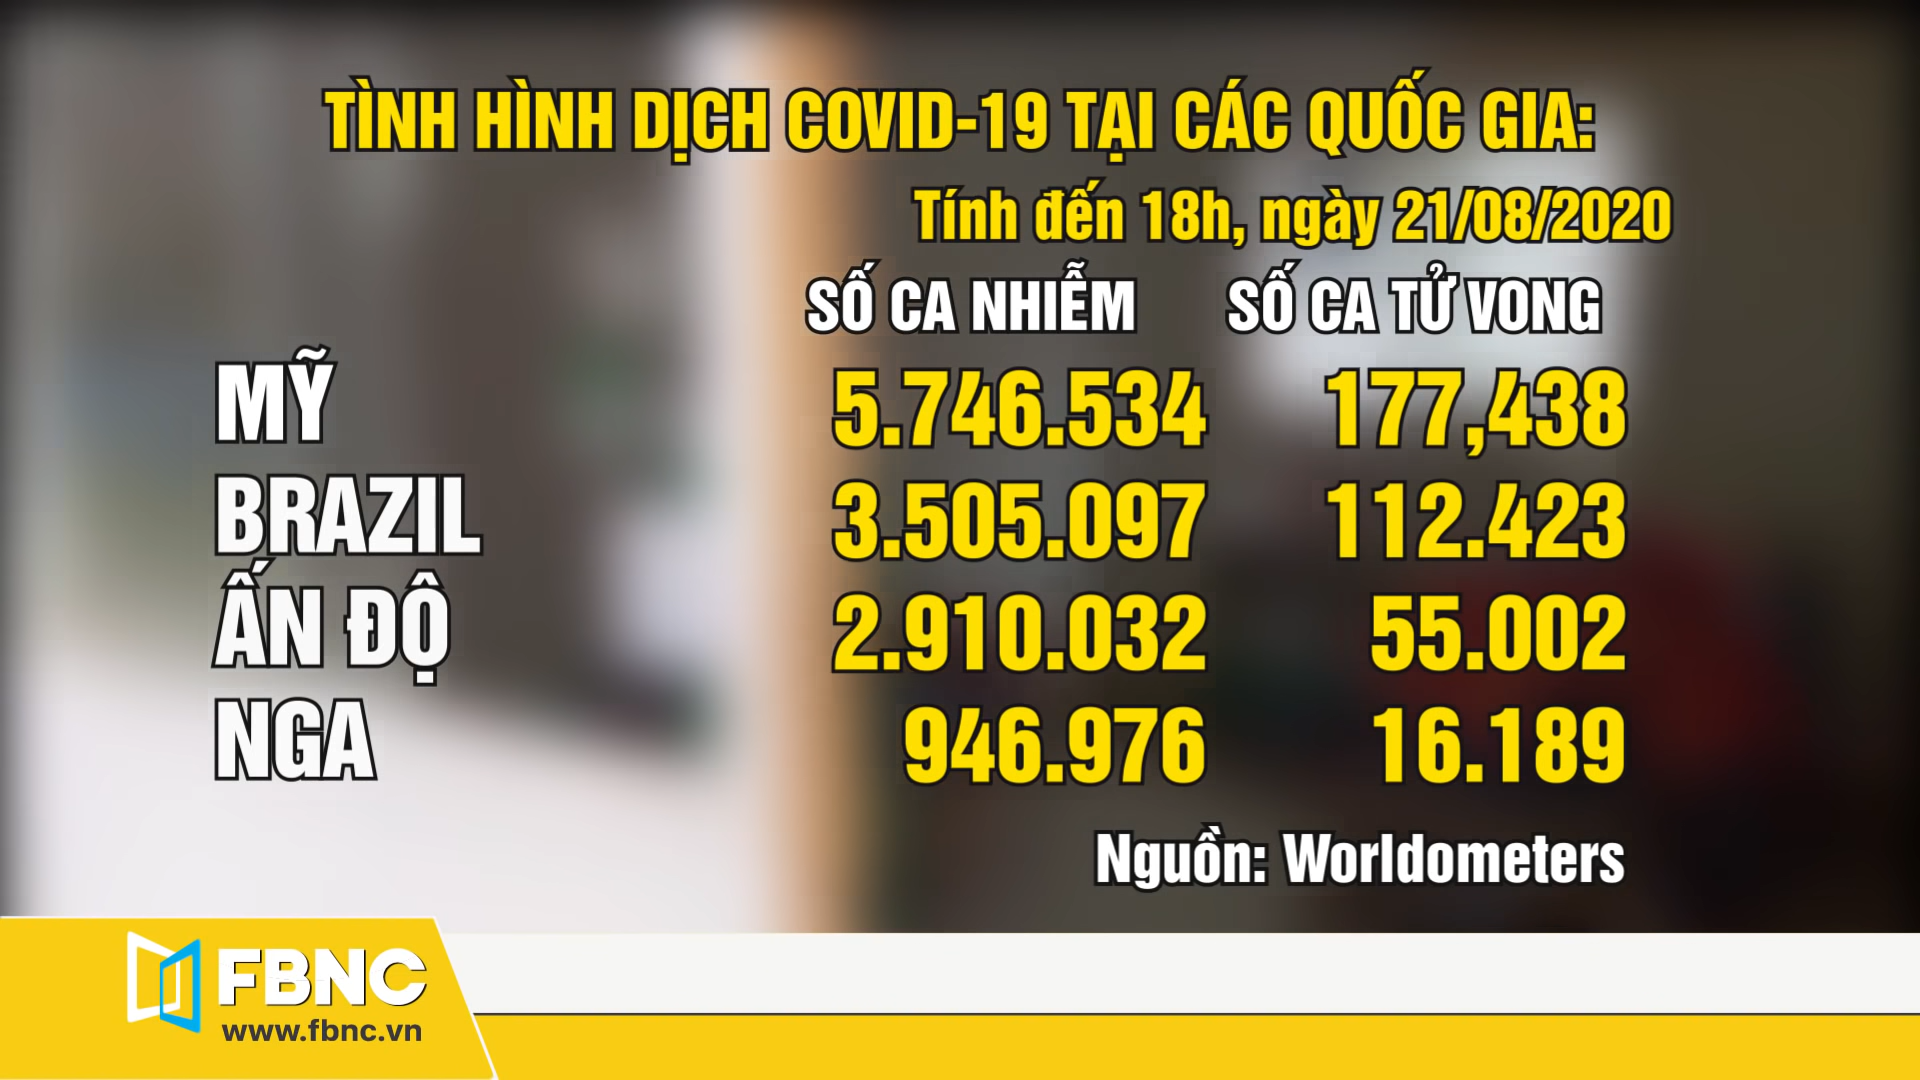 TÌNH HÌNH DỊCH COVID-19 TẠI CÁC QUỐC GIA:
Tính đến 18h, ngày 21/08/2020
SỐ CA NHIỄM SỐ CA TỬ VONG
MỸ 5.746.534 177,438
BRAZIL 3.505.097 112.423
ẤN ĐỘ 2.910.032 55.002
NGA 946.976 16.189
Nguồn: Worldometers
FBNC
www.fbnc.vn